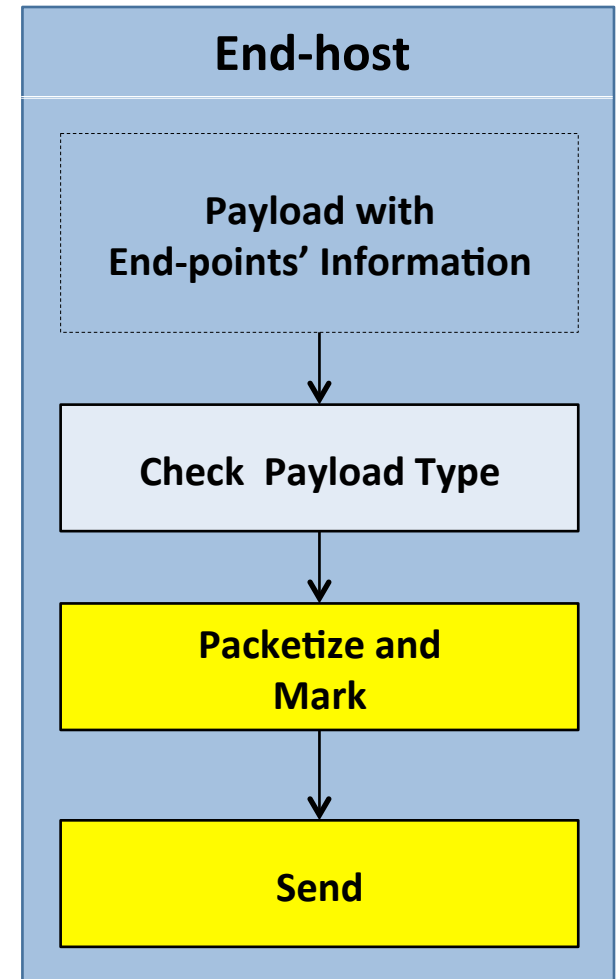 End-host
Payload with
End-points’ Information
Check Payload Type
Packetize and
Mark
Send